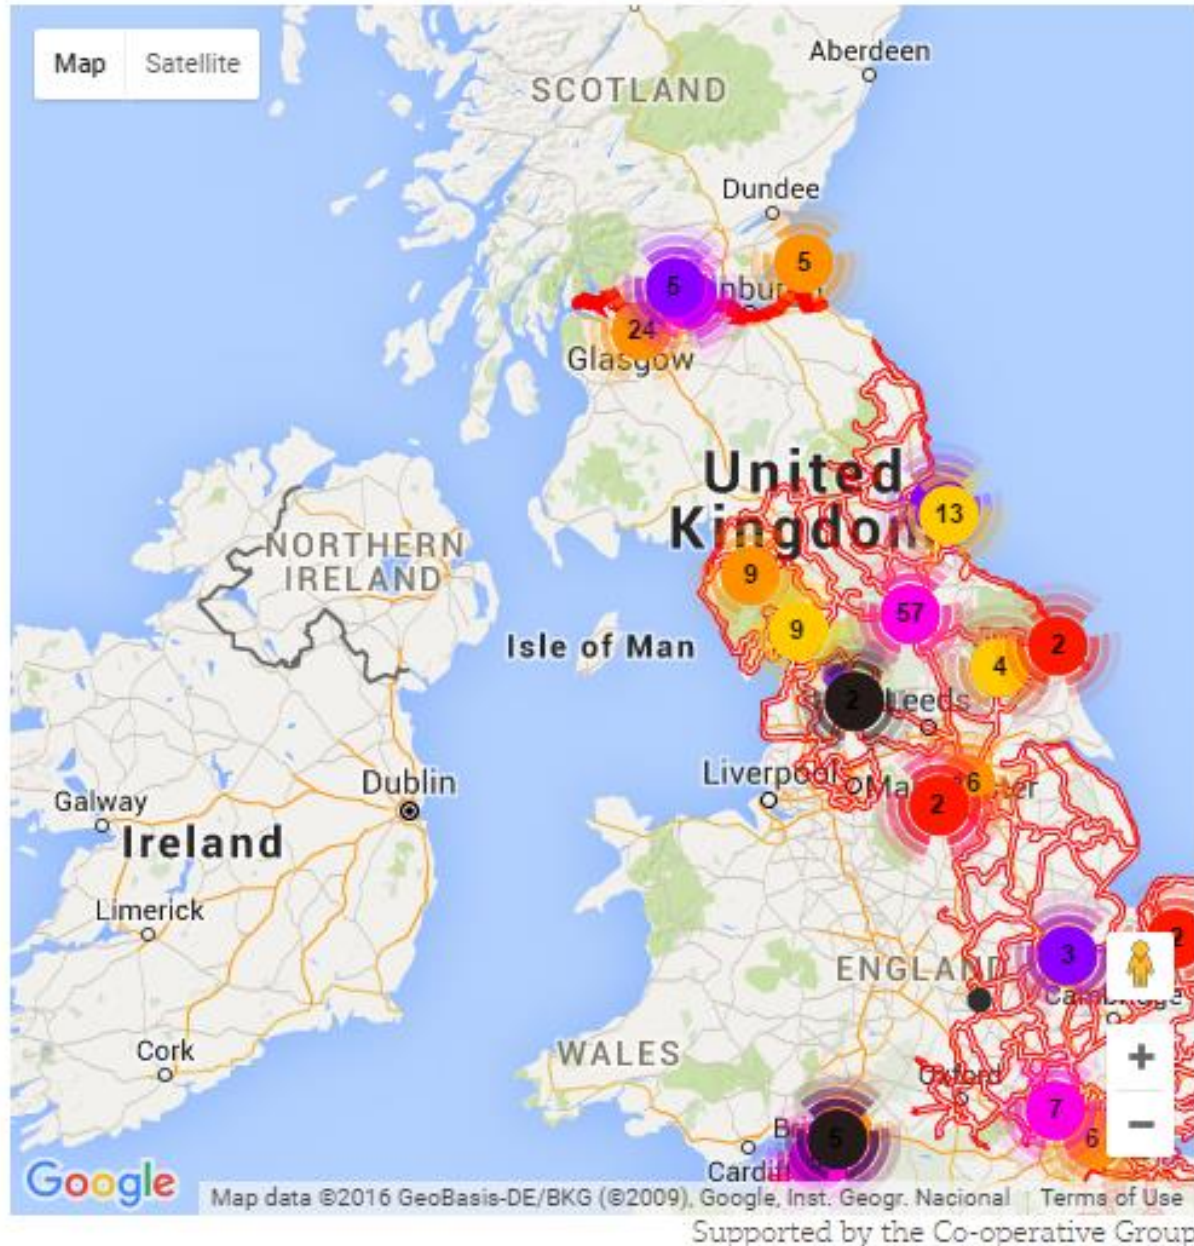 Map Satellite
Aberdeen
SCOTLAND
Dundee
5
5
24
Glasgow
United
Kingdom
13
NORTHERN
IRELAND
9
57
9
Isle of Man
2
4
2
Leeds
Liverpool
Dublin
6
2
Galway
Ireland
Limerick
2
3
ENGLAND
Cambridge
Cork
WALES
Oxford
+
7
6
−
5
Cardiff
Google
Map data ©2016 GeoBasis-DE/BKG (©2009), Google, Inst. Geogr. Nacional Terms of Use
Supported by the Co-operative Group